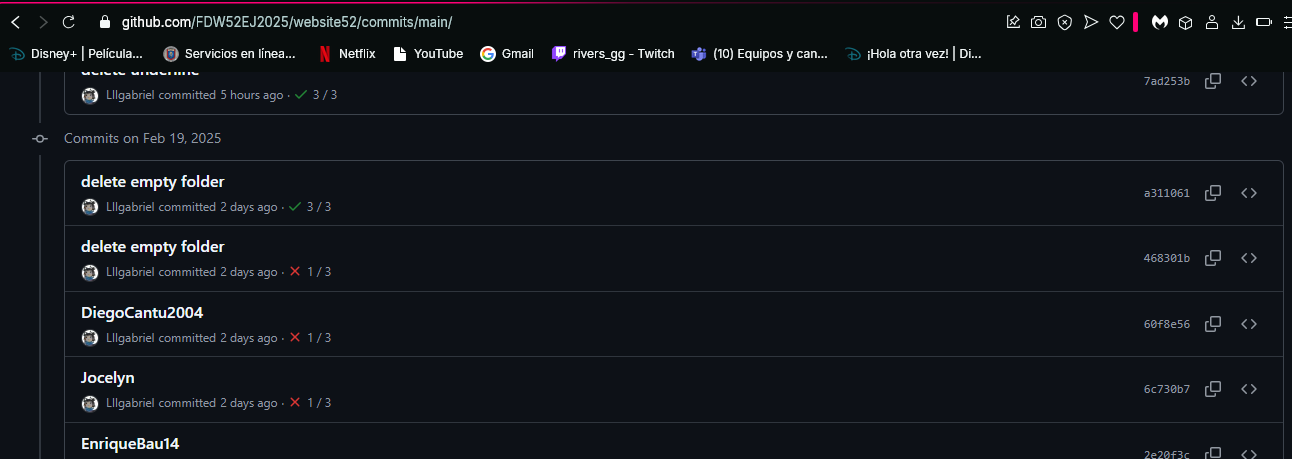 github.com/FDW52EJ2025/website52/commits/main/
Disney+ | Película... Servicios en línea... Netflix YouTube Gmail rivers_gg - Twitch (10) Equipos y can... ¡Hola otra vez! | Di...
delete underline
7ad253b
Lllgabriel committed 5 hours ago · 3 / 3
Commits on Feb 19, 2025
delete empty folder
a311061
Lllgabriel committed 2 days ago · 3 / 3
delete empty folder
468301b
Lllgabriel committed 2 days ago · 1 / 3
DiegoCantu2004
60f8e56
Lllgabriel committed 2 days ago · 1 / 3
Jocelyn
6c730b7
Lllgabriel committed 2 days ago · 1 / 3
EnriqueBau14
2e20f3c